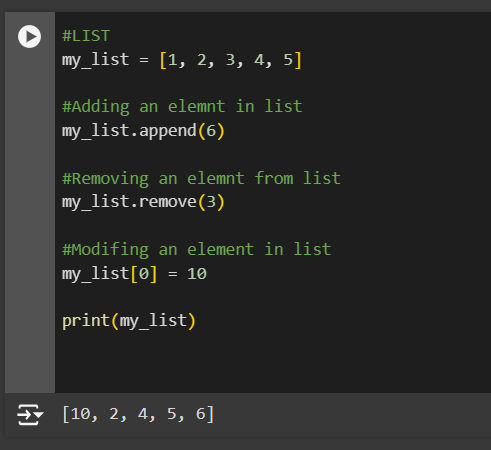 #LIST
my_list = [1, 2, 3, 4, 5]
#Adding an elemnt in list
my_list.append(6)
#Removing an elemnt from list
my_list.remove(3)
#Modifing an element in list
my_list[0] = 10
print(my_list)
[10, 2, 4, 5, 6]